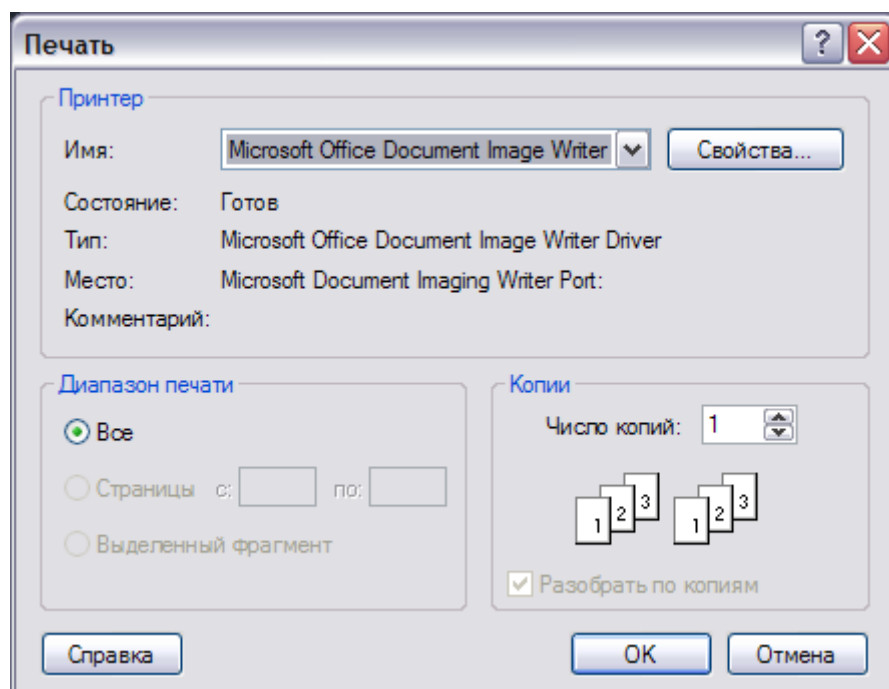 Печать
Принтер
Имя: Microsoft Office Document Image Writer Свойства...
Состояние: Готов
Тип: Microsoft Office Document Image Writer Driver
Место: Microsoft Document Imaging Writer Port:
Комментарий:
Диапазон печати
Все
Страницы с: по:
Выделенный фрагмент
Копии
Число копий: 1
1 2 3 1 2 3
Разобрать по копиям
Справка OK Отмена